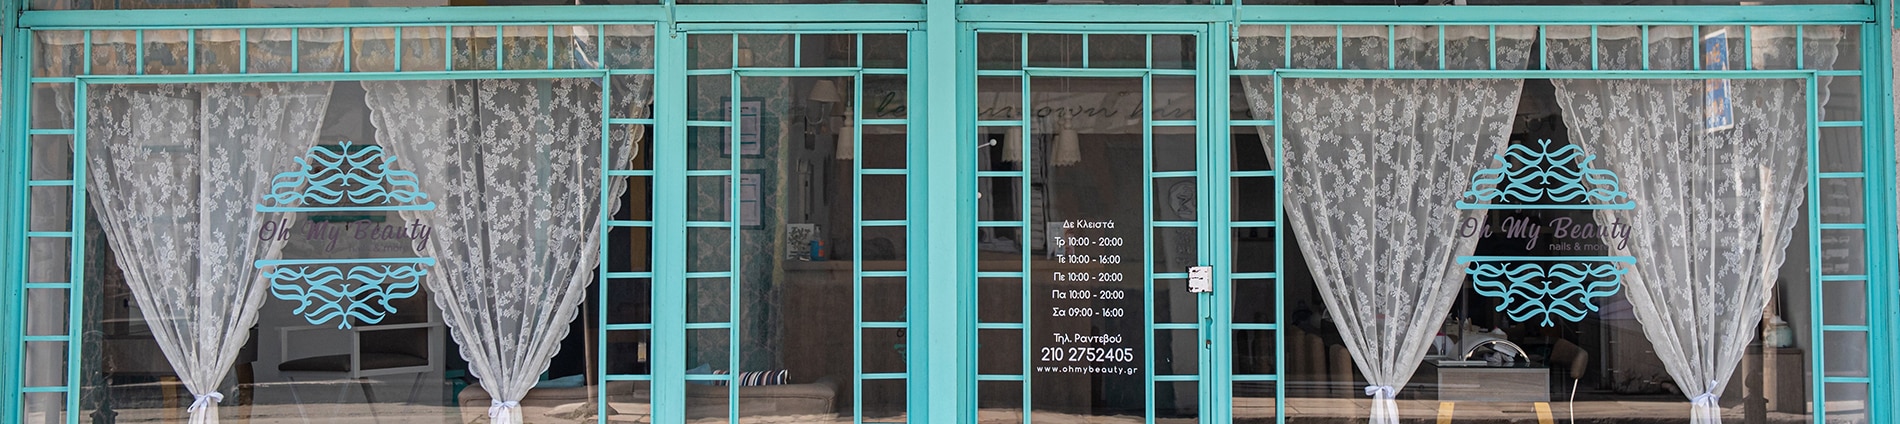 Oh My Beauty
Δε Κλειστά
Τρ 10:00 - 20:00
Τε 10:00 - 16:00
Πε 10:00 - 20:00
Πα 10:00 - 20:00
Σα 09:00 - 16:00
Τηλ. Ραντεβού
210 2752405
www.ohmybeauty.gr
Oh My Beauty
nails & more